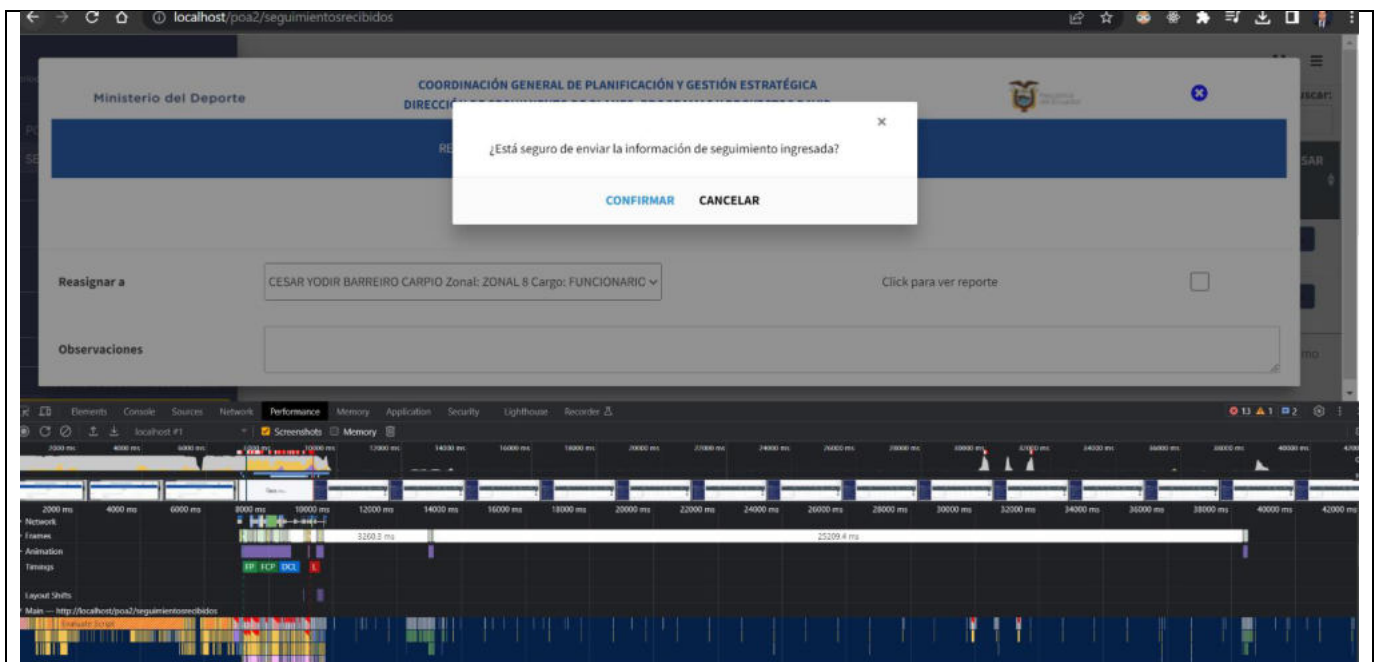 localhost/poa2/seguimientosrecibidos
COORDINACIÓN GENERAL DE PLANIFICACIÓN Y GESTIÓN ESTRATÉGICA
Ministerio del Deporte
¿Está seguro de enviar la información de seguimiento ingresada?
CONFIRMAR CANCELAR
Reasignar a
CESAR YODIR BARREIRO CARPIO Zonal: ZONAL 8 Cargo: FUNCIONARIO
Click para ver reporte
Observaciones
Elements Console Sources Network Performance Memory Application Security Lighthouse Recorder
13 1 2
localhost #1 Screenshots Memory
2000 ms 4000 ms 6000 ms 8000 ms 10000 ms 12000 ms 14000 ms 16000 ms 18000 ms 20000 ms 22000 ms 24000 ms 26000 ms 28000 ms 30000 ms 32000 ms 34000 ms 36000 ms 38000 ms 40000 ms 42000 ms
Network
Frames 3260.3 ms 25209.4 ms
Animation
Timings FP FCP DCL L
Layout Shifts
Main — http://localhost/poa2/seguimientosrecibidos
Evaluate Script